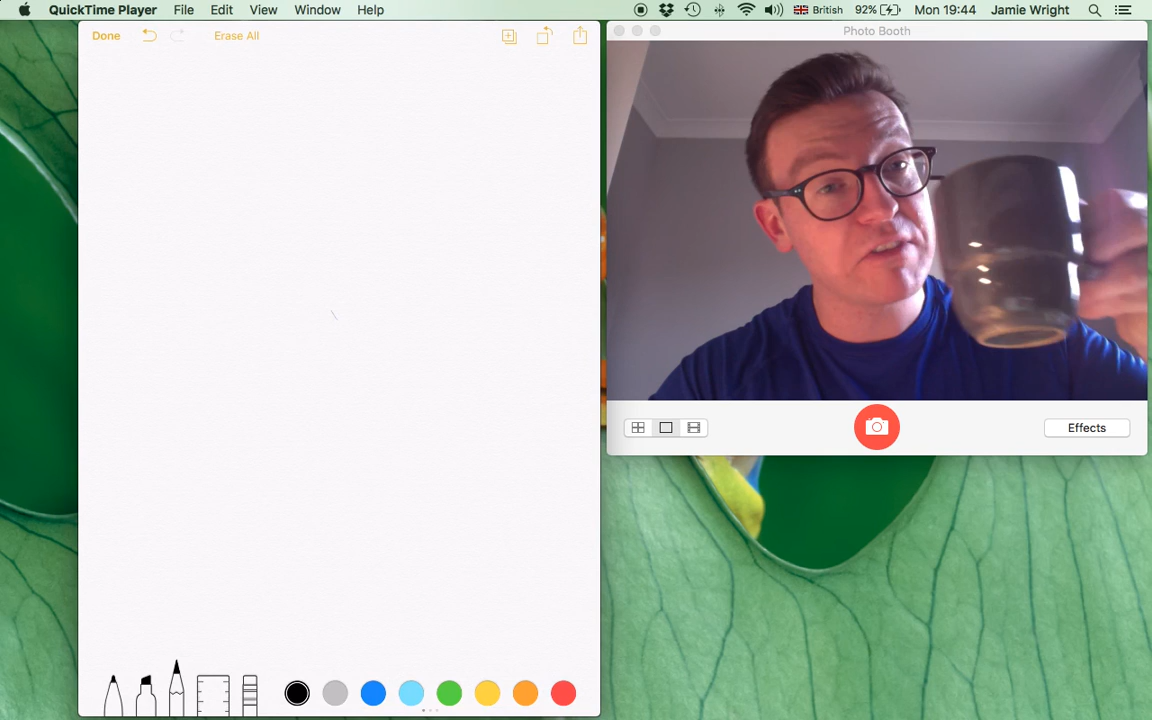 QuickTime Player File Edit View Window Help British 92% Mon 19:44 Jamie Wright
Done Erase All
Photo Booth
Effects